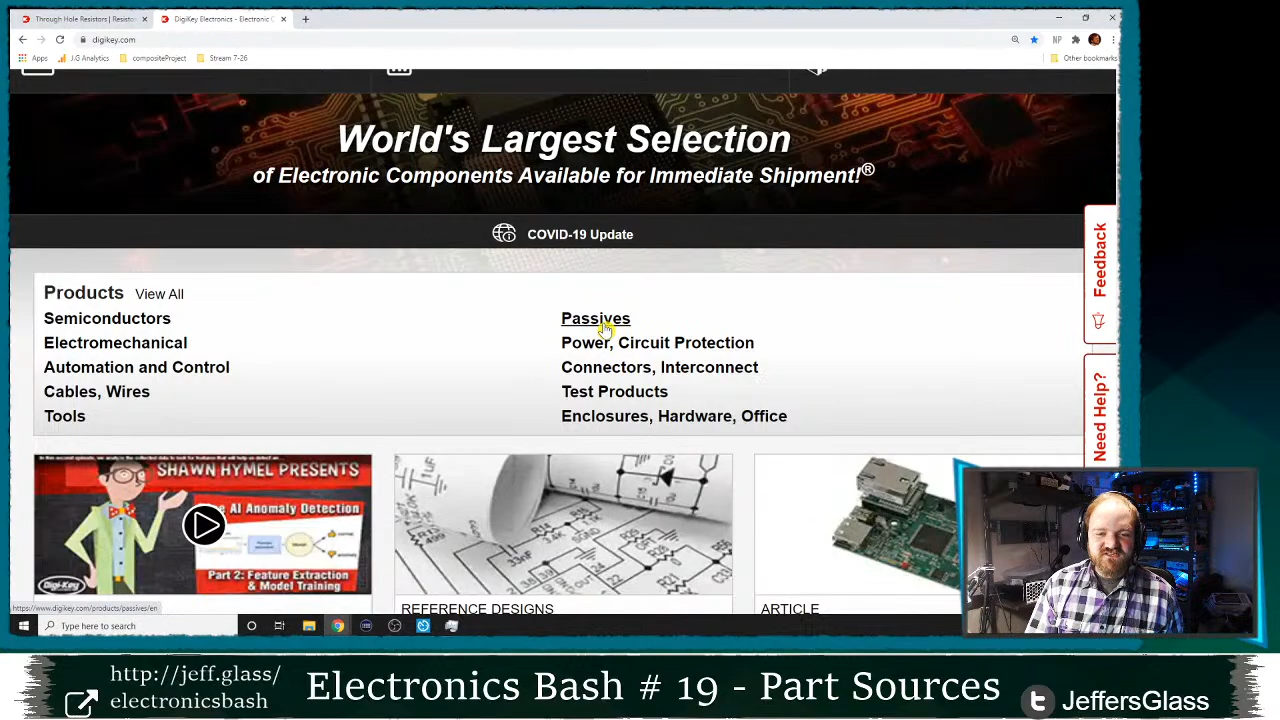 Through Hole Resistors | Resistor
DigiKey Electronics - Electronic C
digikey.com
NP
Apps
J.G Analytics
compositeProject
Stream 7-26
Other bookmarks
World's Largest Selection
of Electronic Components Available for Immediate Shipment!®
COVID-19 Update
Feedback
Need Help?
Products View All
Semiconductors
Electromechanical
Automation and Control
Cables, Wires
Tools
Passives
Power, Circuit Protection
Connectors, Interconnect
Test Products
Enclosures, Hardware, Office
SHAWN HYMEL PRESENTS
AI Anomaly Detection
Part 2: Feature Extraction
& Model Training
Digi-Key
REFERENCE DESIGNS
ARTICLE
https://www.digikey.com/products/passives/en
Type here to search
http://jeff.glass/
electronicsbash
Electronics Bash # 19 - Part Sources
JeffersGlass